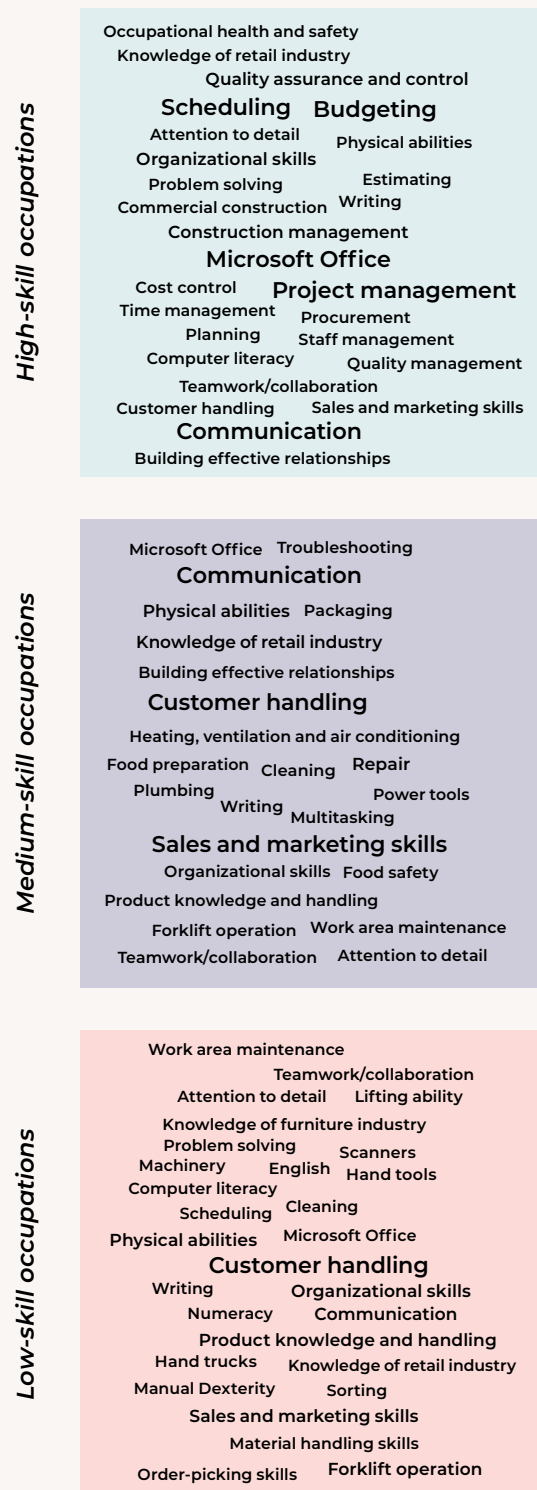 High-skill occupations
Occupational health and safety
Knowledge of retail industry
Quality assurance and control
Scheduling Budgeting
Attention to detail
Physical abilities
Organizational skills
Problem solving Estimating
Commercial construction Writing
Construction management
Microsoft Office
Cost control Project management
Time management Procurement
Planning Staff management
Computer literacy Quality management
Teamwork/collaboration
Customer handling Sales and marketing skills
Communication
Building effective relationships
Medium-skill occupations
Microsoft Office Troubleshooting
Communication
Physical abilities Packaging
Knowledge of retail industry
Building effective relationships
Customer handling
Heating, ventilation and air conditioning
Food preparation Cleaning Repair
Plumbing Power tools
Writing Multitasking
Sales and marketing skills
Organizational skills Food safety
Product knowledge and handling
Forklift operation Work area maintenance
Teamwork/collaboration Attention to detail
Low-skill occupations
Work area maintenance
Teamwork/collaboration
Attention to detail Lifting ability
Knowledge of furniture industry
Problem solving Scanners
Machinery English Hand tools
Computer literacy
Scheduling Cleaning
Physical abilities Microsoft Office
Customer handling
Writing Organizational skills
Numeracy Communication
Product knowledge and handling
Hand trucks Knowledge of retail industry
Manual Dexterity Sorting
Sales and marketing skills
Material handling skills
Order-picking skills Forklift operation